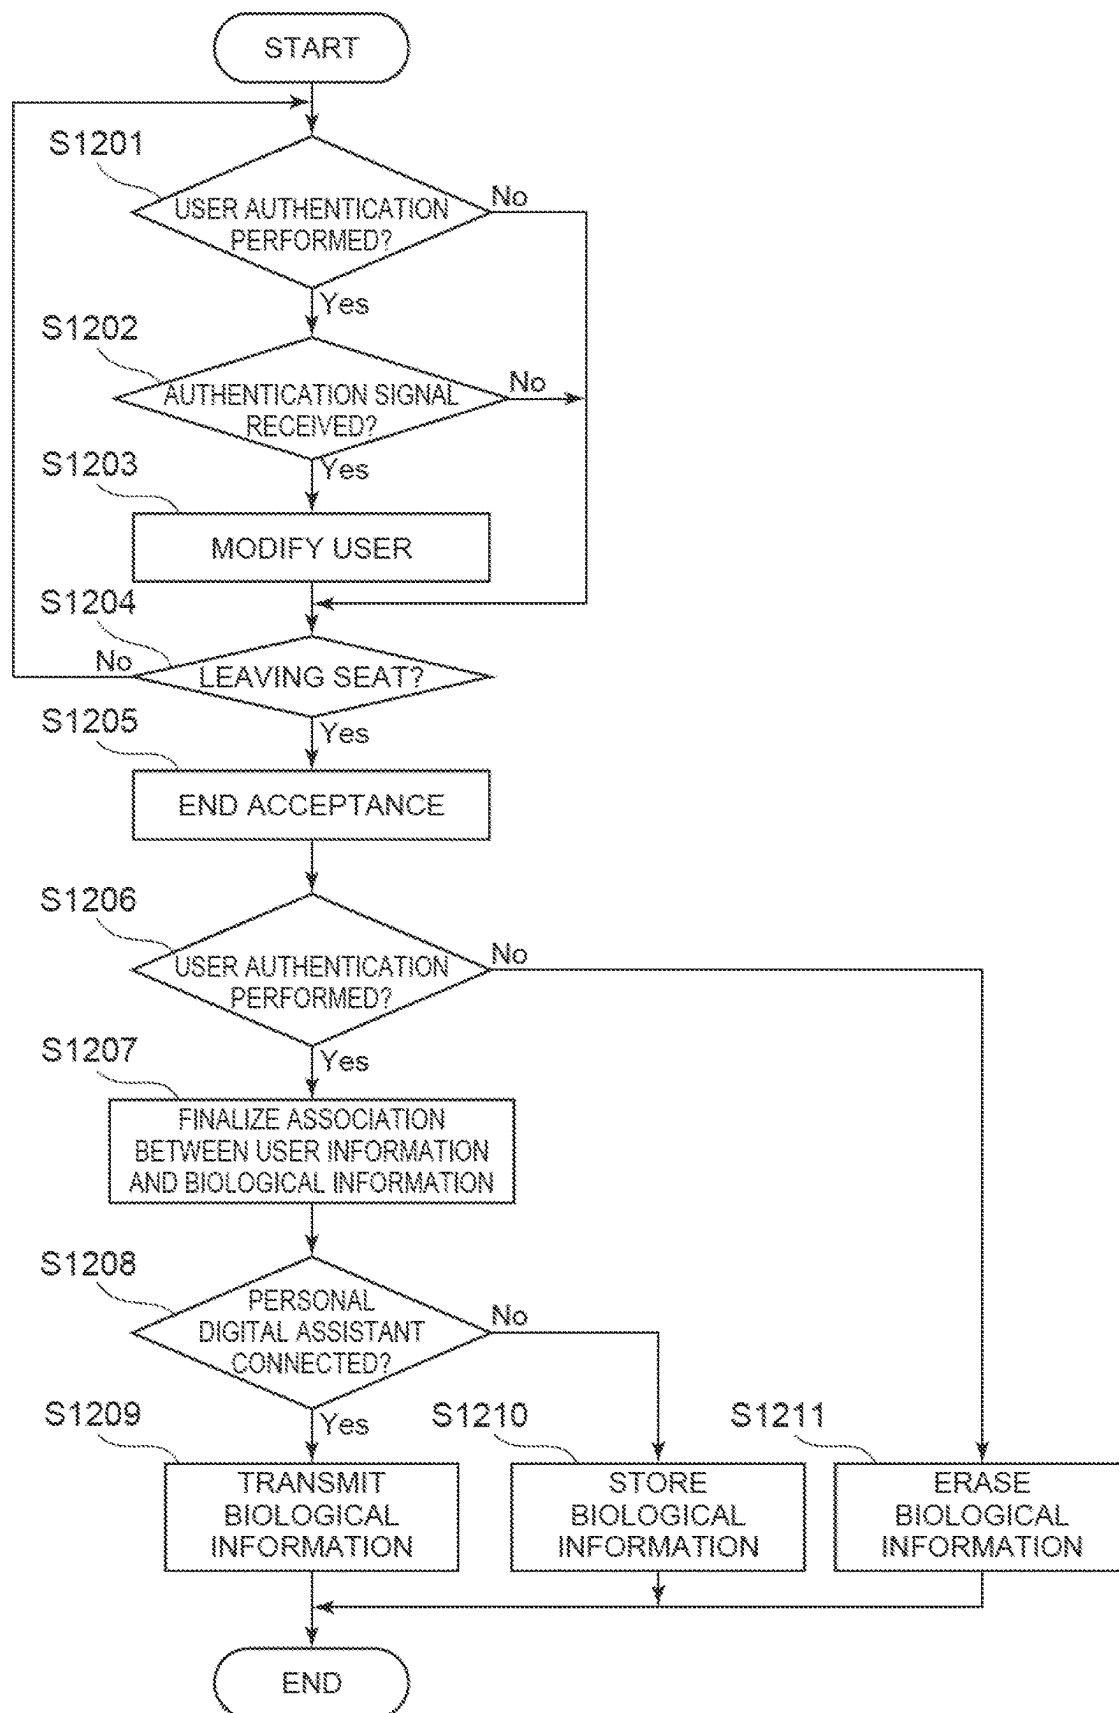 START
S1201
USER AUTHENTICATION
PERFORMED?
No
Yes
S1202
AUTHENTICATION SIGNAL
RECEIVED?
No
Yes
S1203
MODIFY USER
S1204
LEAVING SEAT?
No
Yes
S1205
END ACCEPTANCE
S1206
USER AUTHENTICATION
PERFORMED?
No
Yes
S1207
FINALIZE ASSOCIATION
BETWEEN USER INFORMATION
AND BIOLOGICAL INFORMATION
S1208
PERSONAL
DIGITAL ASSISTANT
CONNECTED?
No
Yes
S1209
TRANSMIT
BIOLOGICAL
INFORMATION
S1210
STORE
BIOLOGICAL
INFORMATION
S1211
ERASE
BIOLOGICAL
INFORMATION
END